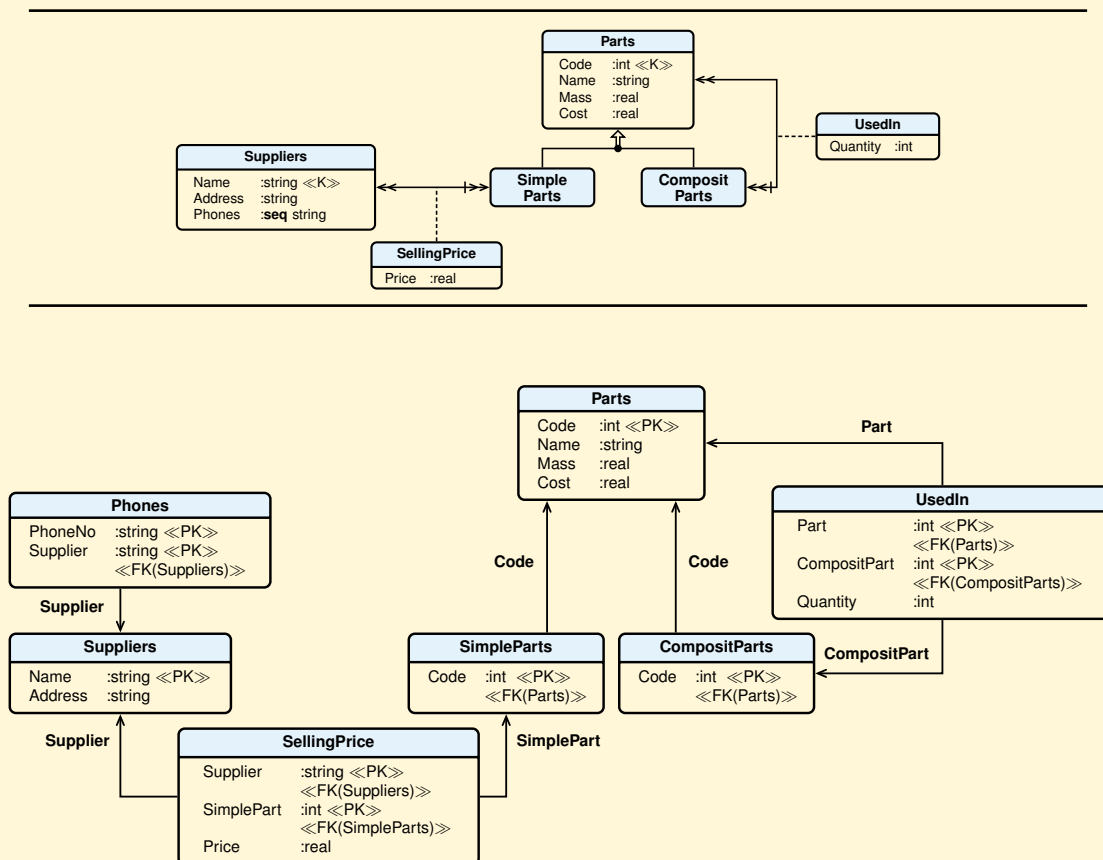 Parts
Code :int ≪K≫
Name :string
Mass :real
Cost :real
UsedIn
Quantity :int
Suppliers
Name :string ≪K≫
Address :string
Phones :seq string
Simple
Parts
Composit
Parts
SellingPrice
Price :real
Parts
Code :int ≪PK≫
Name :string
Mass :real
Cost :real
Part
Phones
PhoneNo :string ≪PK≫
Supplier :string ≪PK≫
≪FK(Suppliers)≫
UsedIn
Part :int ≪PK≫
≪FK(Parts)≫
CompositPart :int ≪PK≫
≪FK(CompositParts)≫
Quantity :int
Code
Code
Supplier
Suppliers
Name :string ≪PK≫
Address :string
SimpleParts
Code :int ≪PK≫
≪FK(Parts)≫
CompositParts
Code :int ≪PK≫
≪FK(Parts)≫
CompositPart
Supplier
SellingPrice
Supplier :string ≪PK≫
≪FK(Suppliers)≫
SimplePart :int ≪PK≫
≪FK(SimpleParts)≫
Price :real
SimplePart